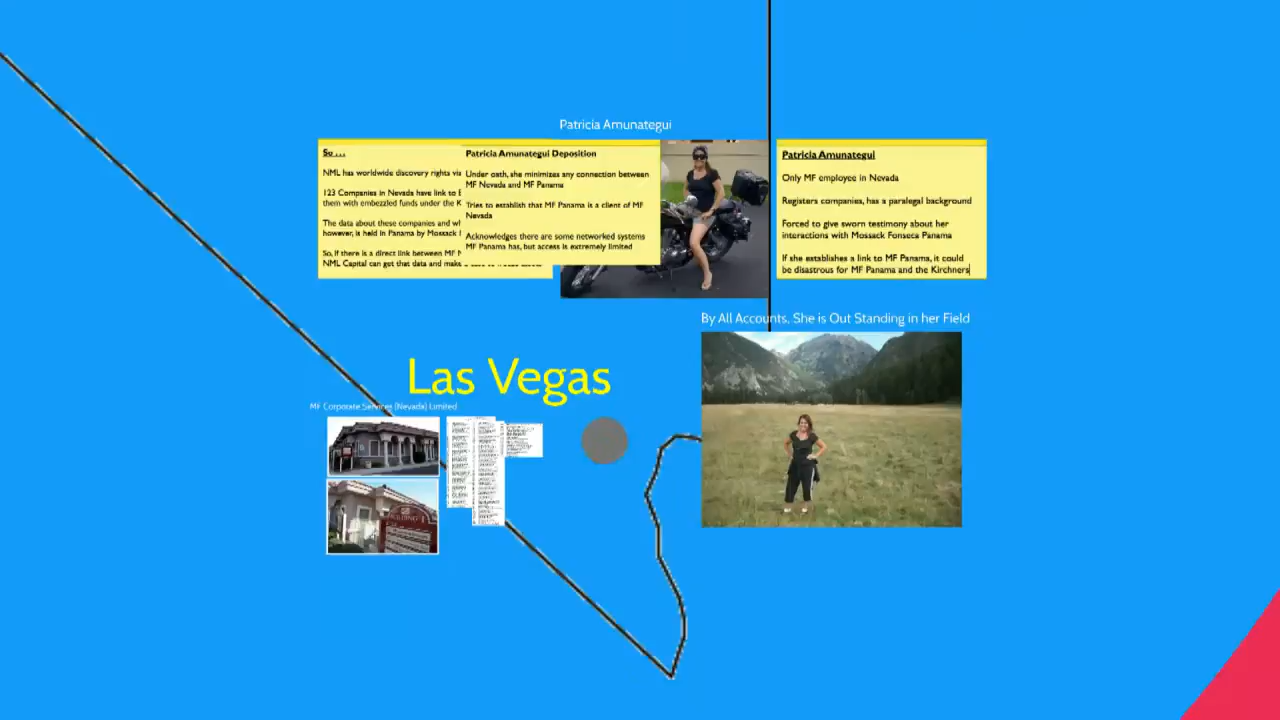 Patricia Amunategui
So . . .
NML has worldwide discovery rights via
123 Companies in Nevada have link to
them with embezzled funds under the K
The data about these companies and wh
however, is held in Panama by Mossack
So, if there is a direct link between MF N
NML Capital can get that data and make
Patricia Amunategui Deposition
Under oath, she minimizes any connection between
MF Nevada and MF Panama
Tries to establish that MF Panama is a client of MF
Nevada
Acknowledges there are some networked systems
MF Panama has, but access is extremely limited
Patricia Amunategui
Only MF employee in Nevada
Registers companies, has a paralegal background
Forced to give sworn testimony about her
interactions with Mossack Fonseca Panama
If she establishes a link to MF Panama, it could
be disastrous for MF Panama and the Kirchners
By All Accounts, She is Out Standing in her Field
Las Vegas
MF Corporate Services (Nevada) Limited